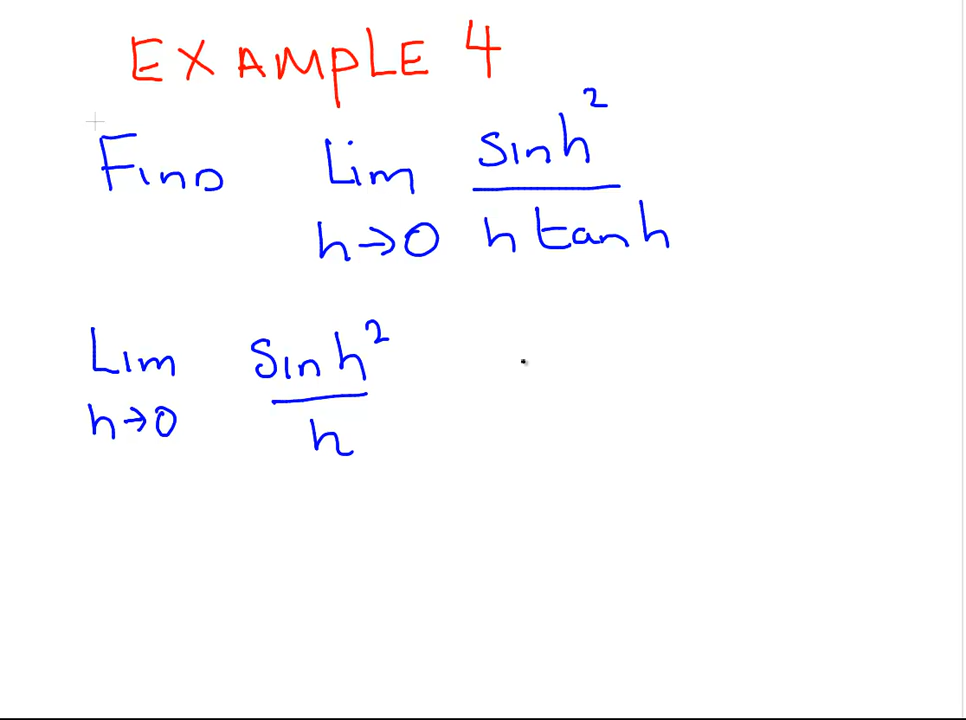 EXAMPLE 4
Find Lim sinh²
h→0 h tanh
Lim sinh²
h→0 h